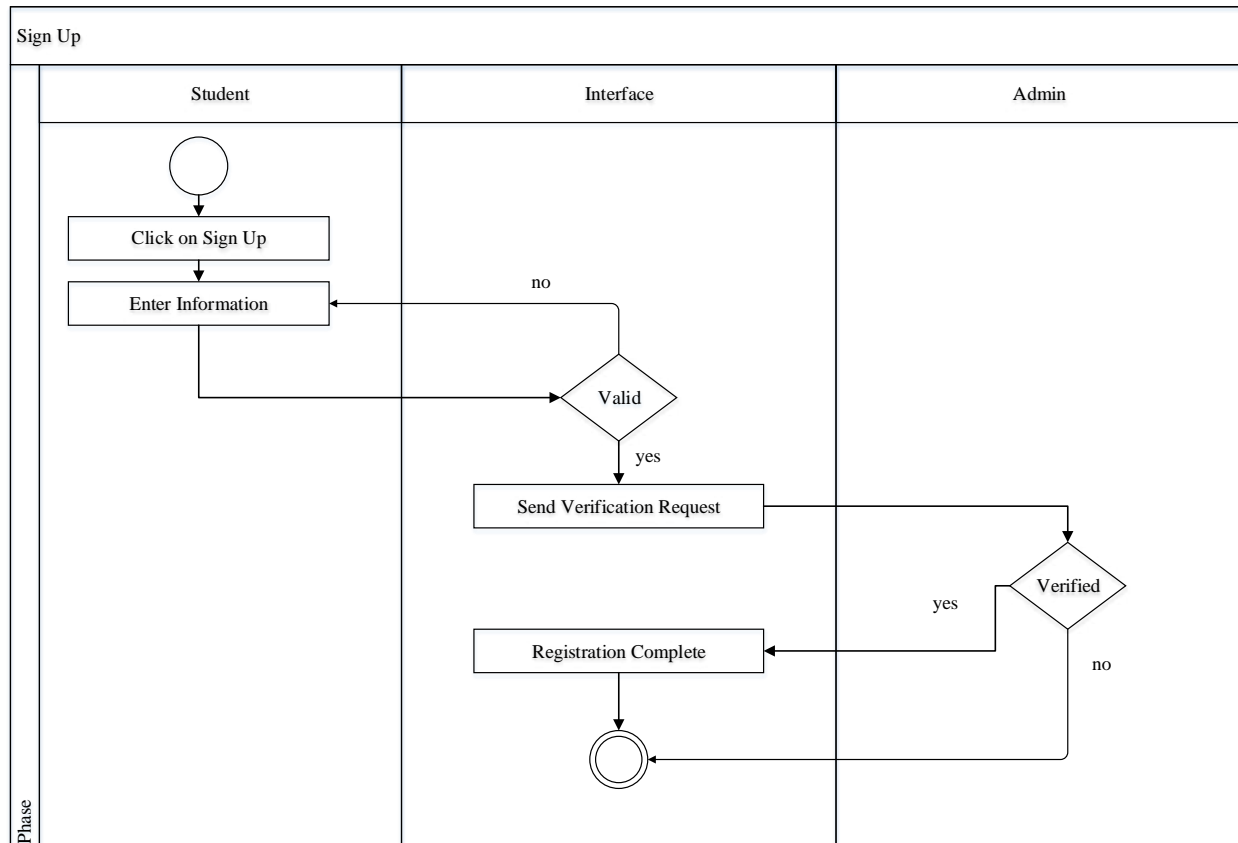 Sign Up
Student
Interface
Admin
Click on Sign Up
Enter Information
no
Valid
yes
Send Verification Request
Verified
yes
Registration Complete
no
Phase